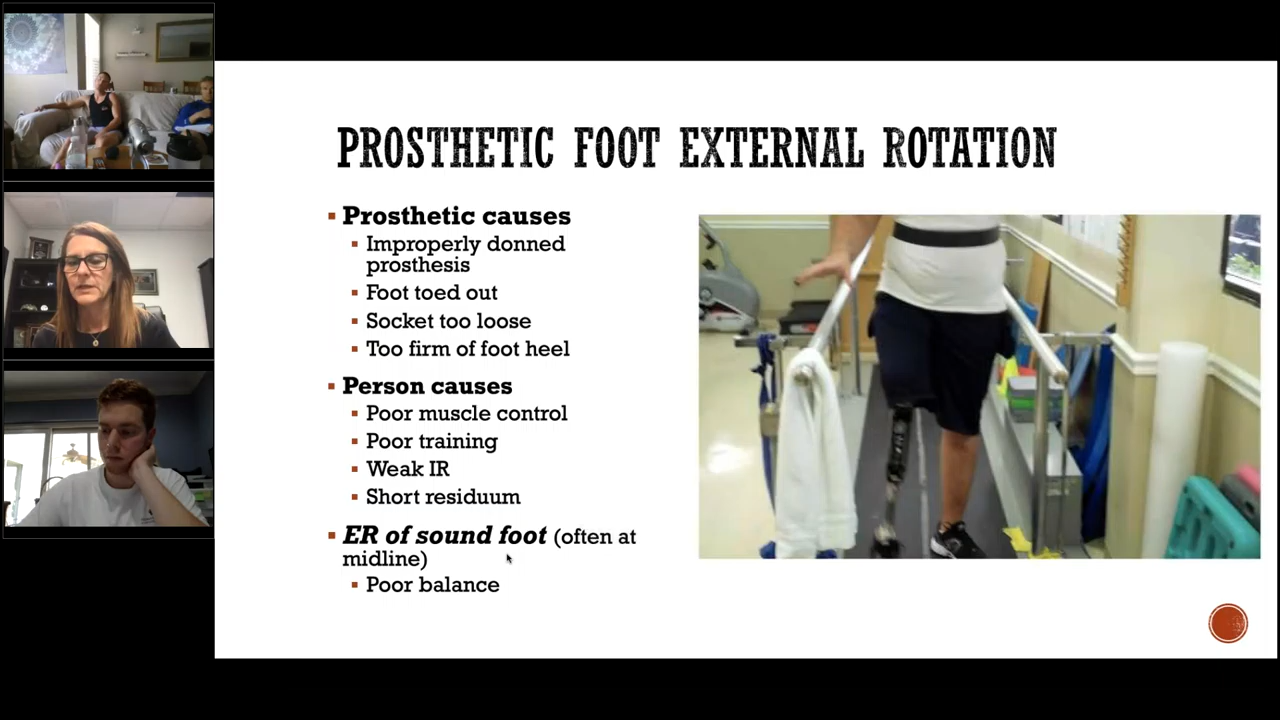 PROSTHETIC FOOT EXTERNAL ROTATION
Prosthetic causes
Improperly donned
prosthesis
Foot toed out
Socket too loose
Too firm of foot heel
Person causes
Poor muscle control
Poor training
Weak IR
Short residuum
ER of sound foot (often at
midline)
Poor balance